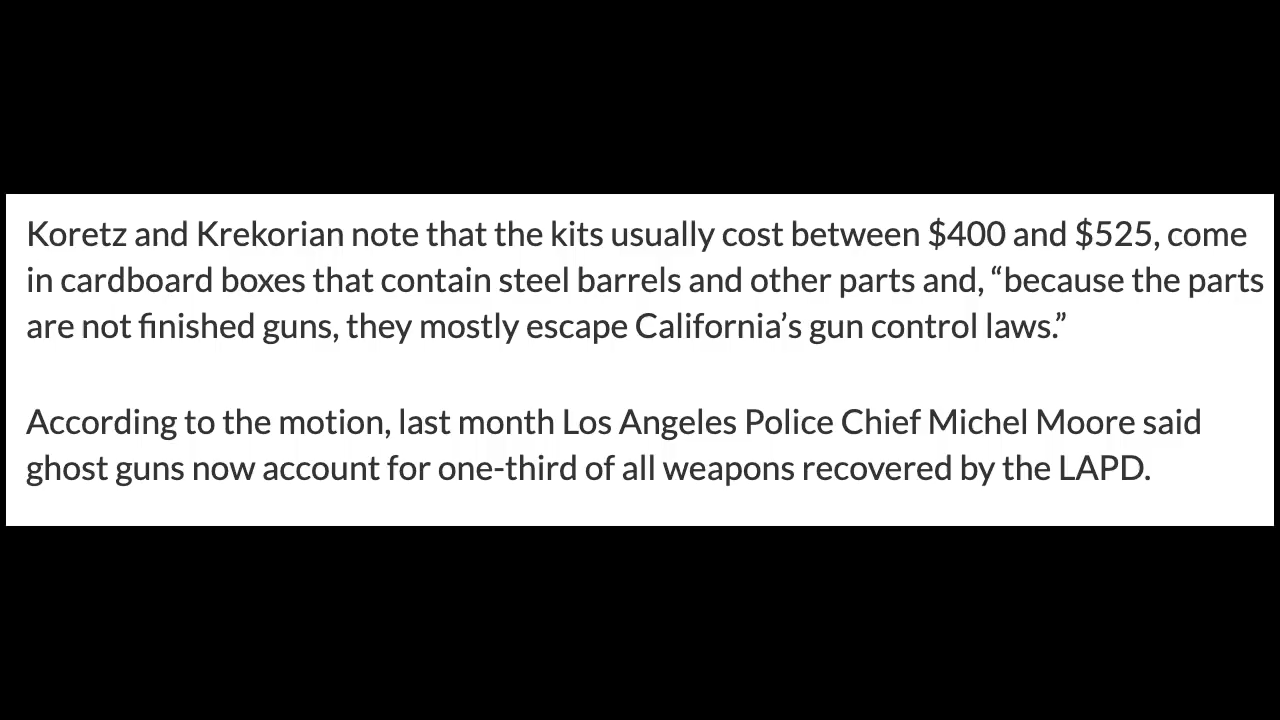 Koretz and Krekorian note that the kits usually cost between $400 and $525, come
in cardboard boxes that contain steel barrels and other parts and, “because the parts
are not finished guns, they mostly escape California’s gun control laws.”
According to the motion, last month Los Angeles Police Chief Michel Moore said
ghost guns now account for one-third of all weapons recovered by the LAPD.